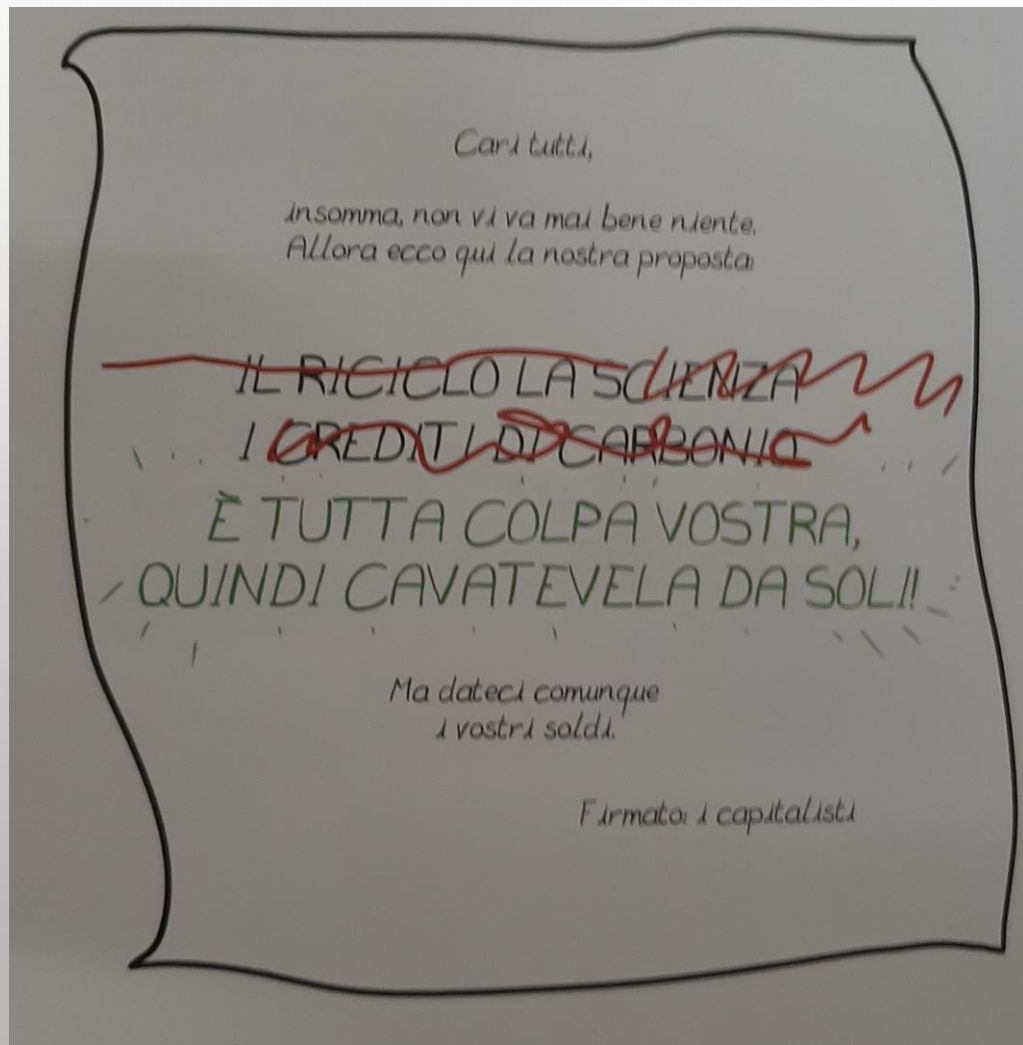 Cari tutti,
insomma, non vi va mai bene niente.
Allora ecco qui la nostra proposta:
IL RICICLO LA SCIENZA
I CREDITI DI CARBONIO
È TUTTA COLPA VOSTRA,
QUINDI CAVATEVELA DA SOLI!!
Ma dateci comunque
i vostri soldi.
Firmato: i capitalisti